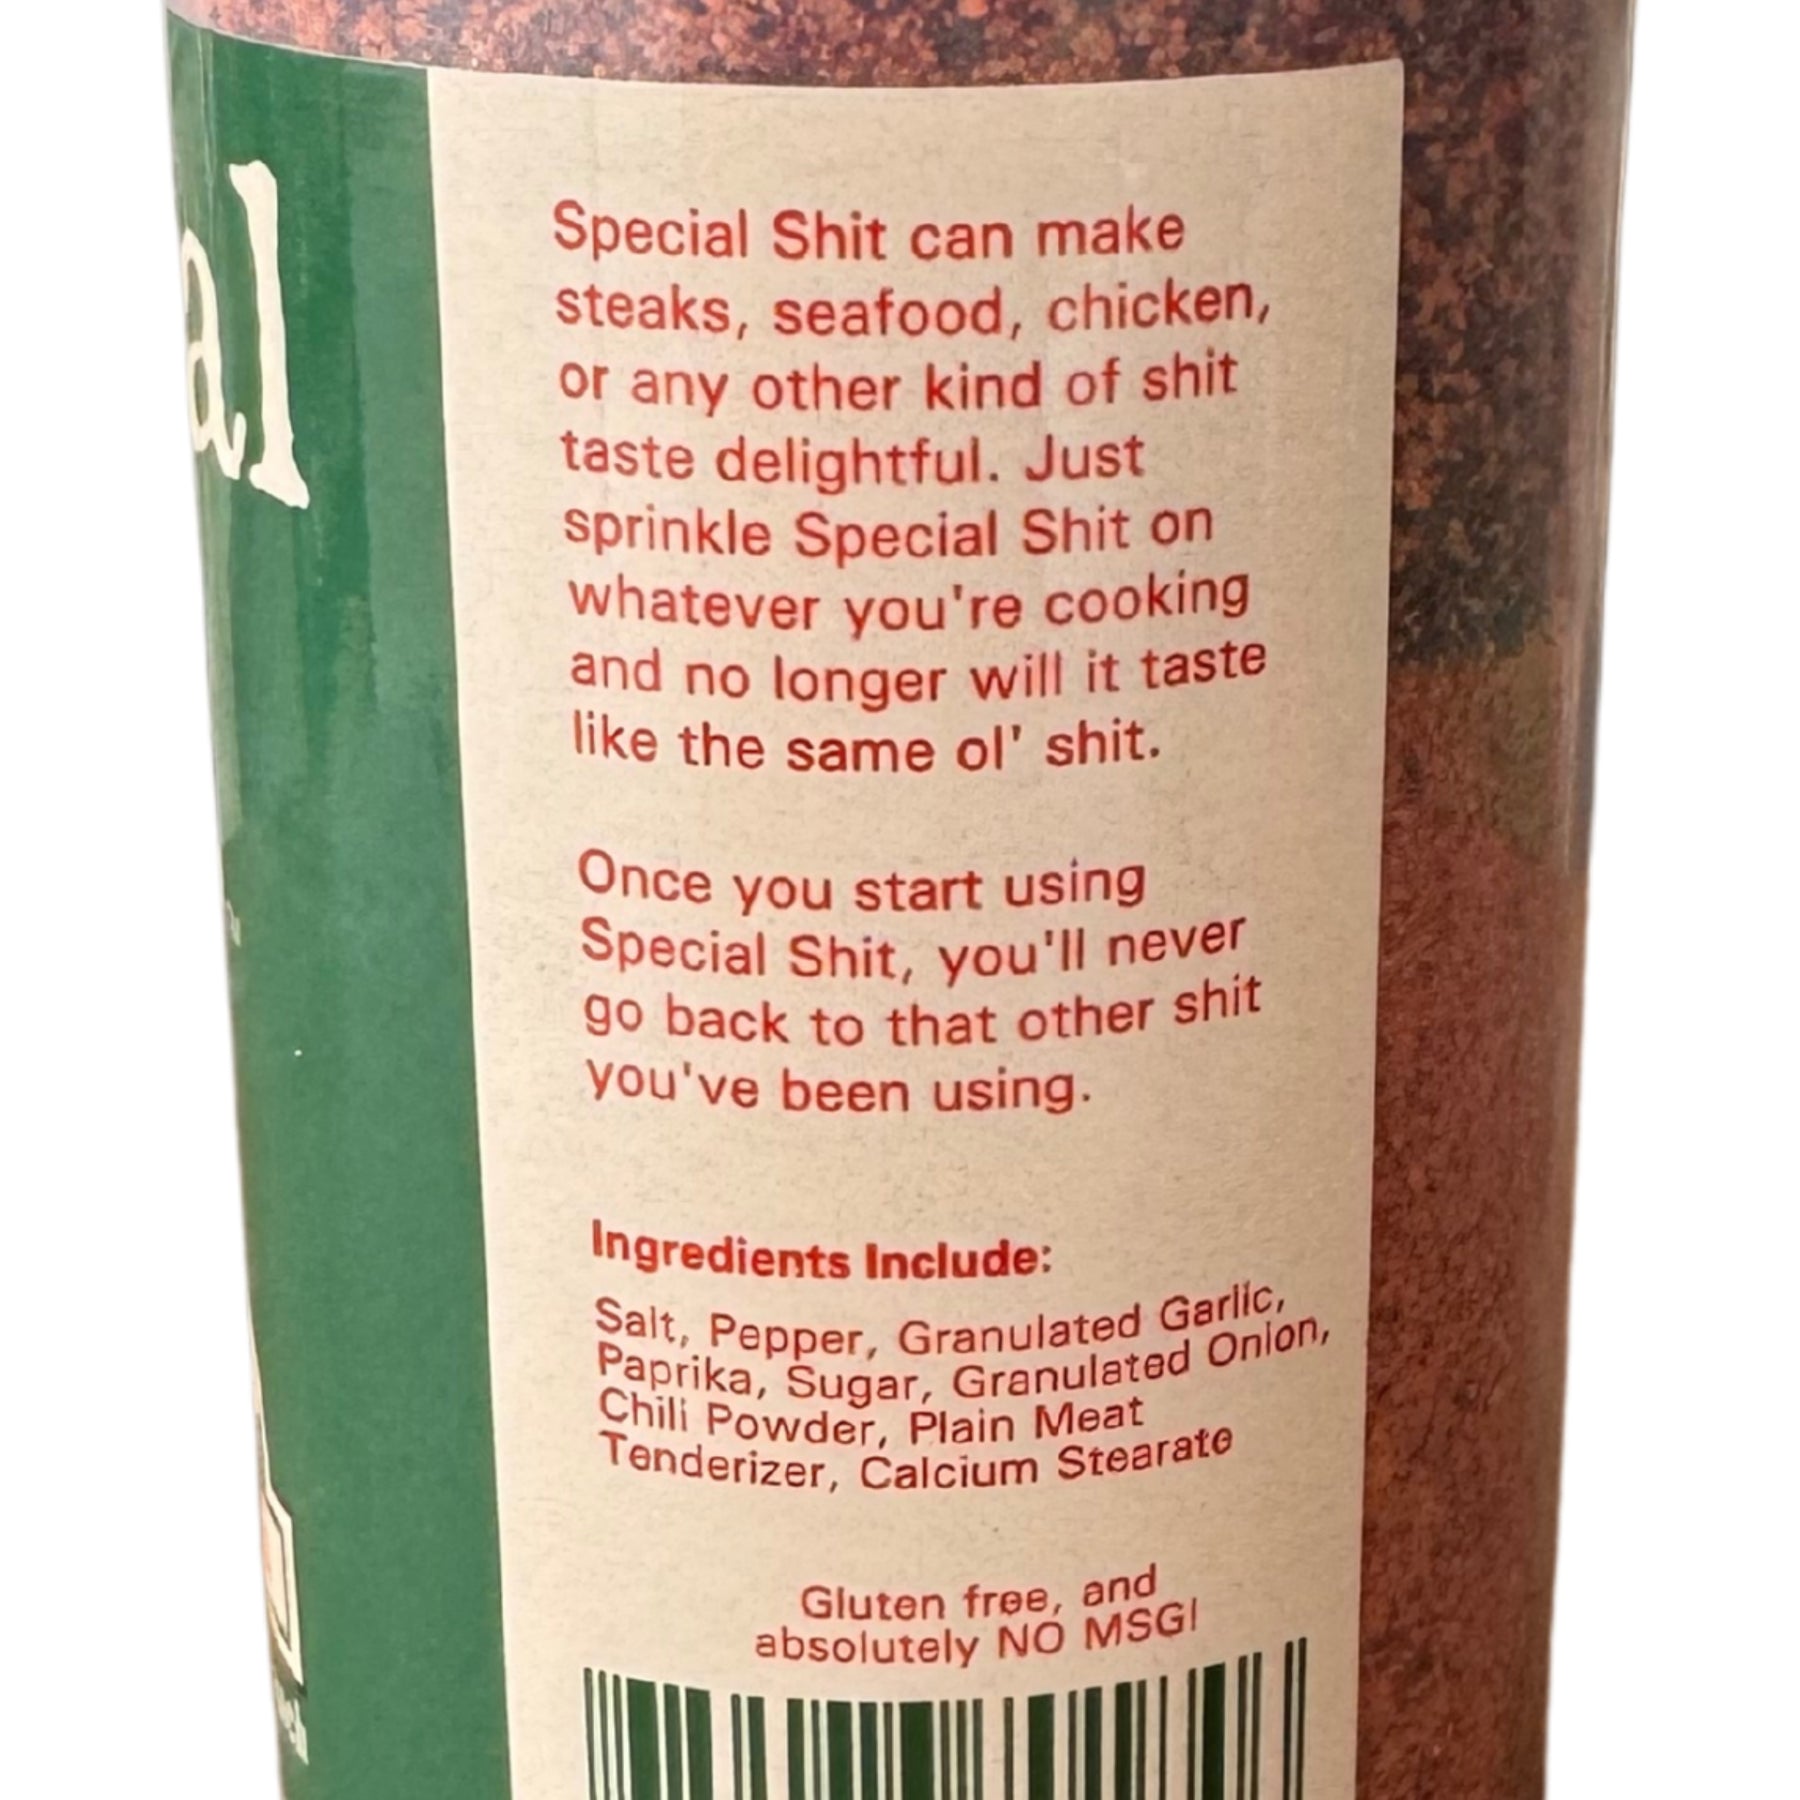 al
Special Shit can make
steaks, seafood, chicken,
or any other kind of shit
taste delightful. Just
sprinkle Special Shit on
whatever you're cooking
and no longer will it taste
like the same ol' shit.
Once you start using
Special Shit, you'll never
go back to that other shit
you've been using.
Ingredients Include:
Salt, Pepper, Granulated Garlic,
Paprika, Sugar, Granulated Onion,
Chili Powder, Plain Meat
Tenderizer, Calcium Stearate
Gluten free, and
absolutely NO MSG!